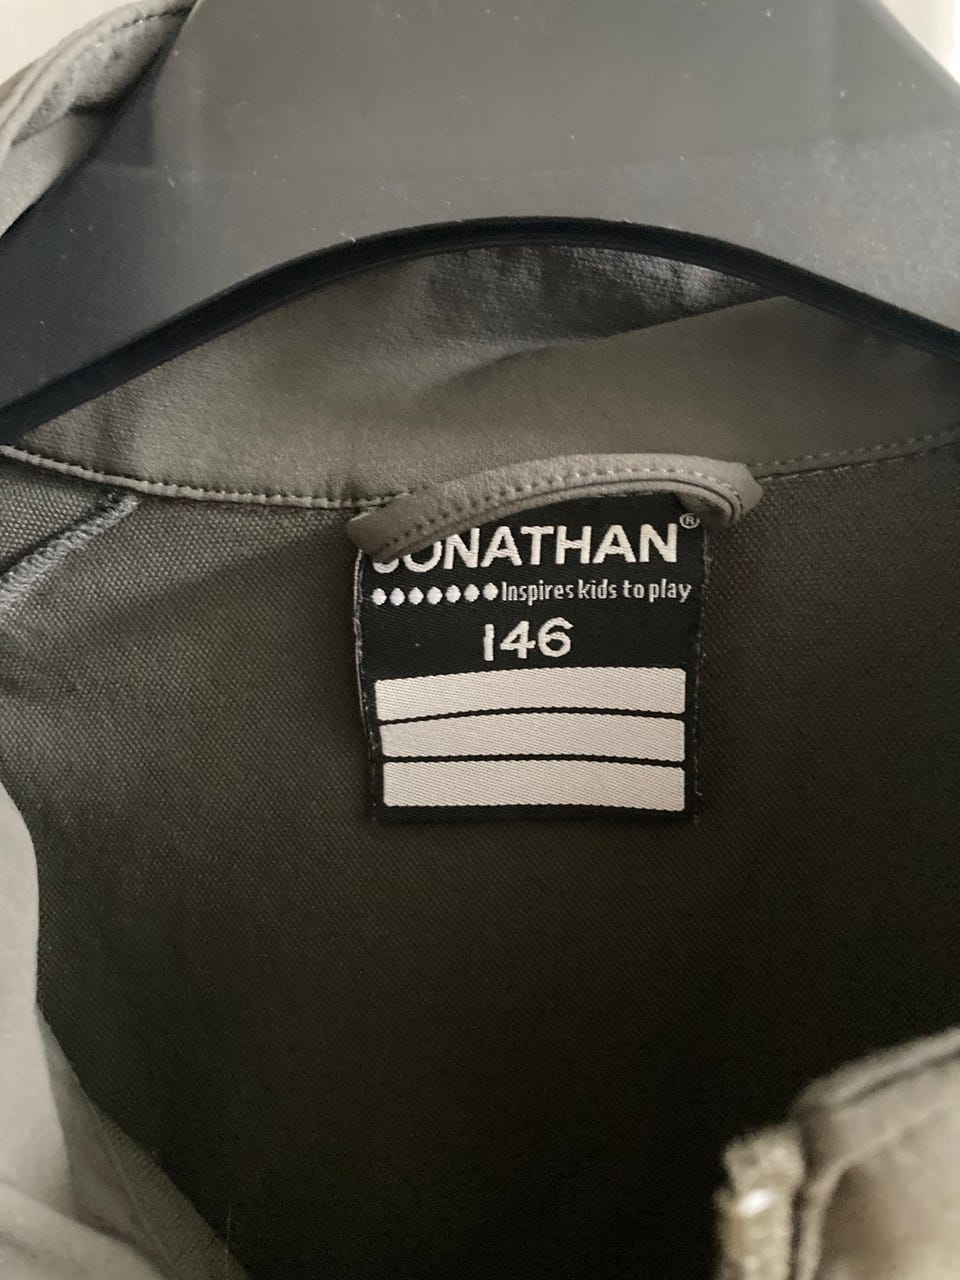 JONATHAN®
Inspires kids to play
146